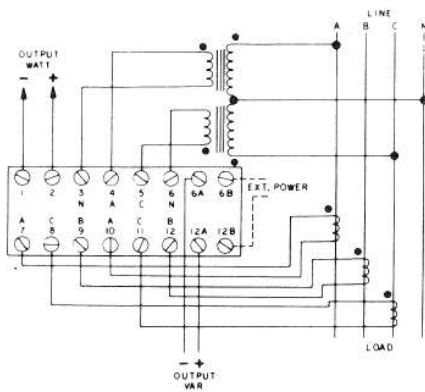 LINE
A B C N
OUTPUT
WATT
- +
1 2 3 4 5 6 6A 6B
N A C N
EXT. POWER
A C B A C B
7 8 9 10 11 12 12A 12B
LOAD
- +
OUTPUT
VAR